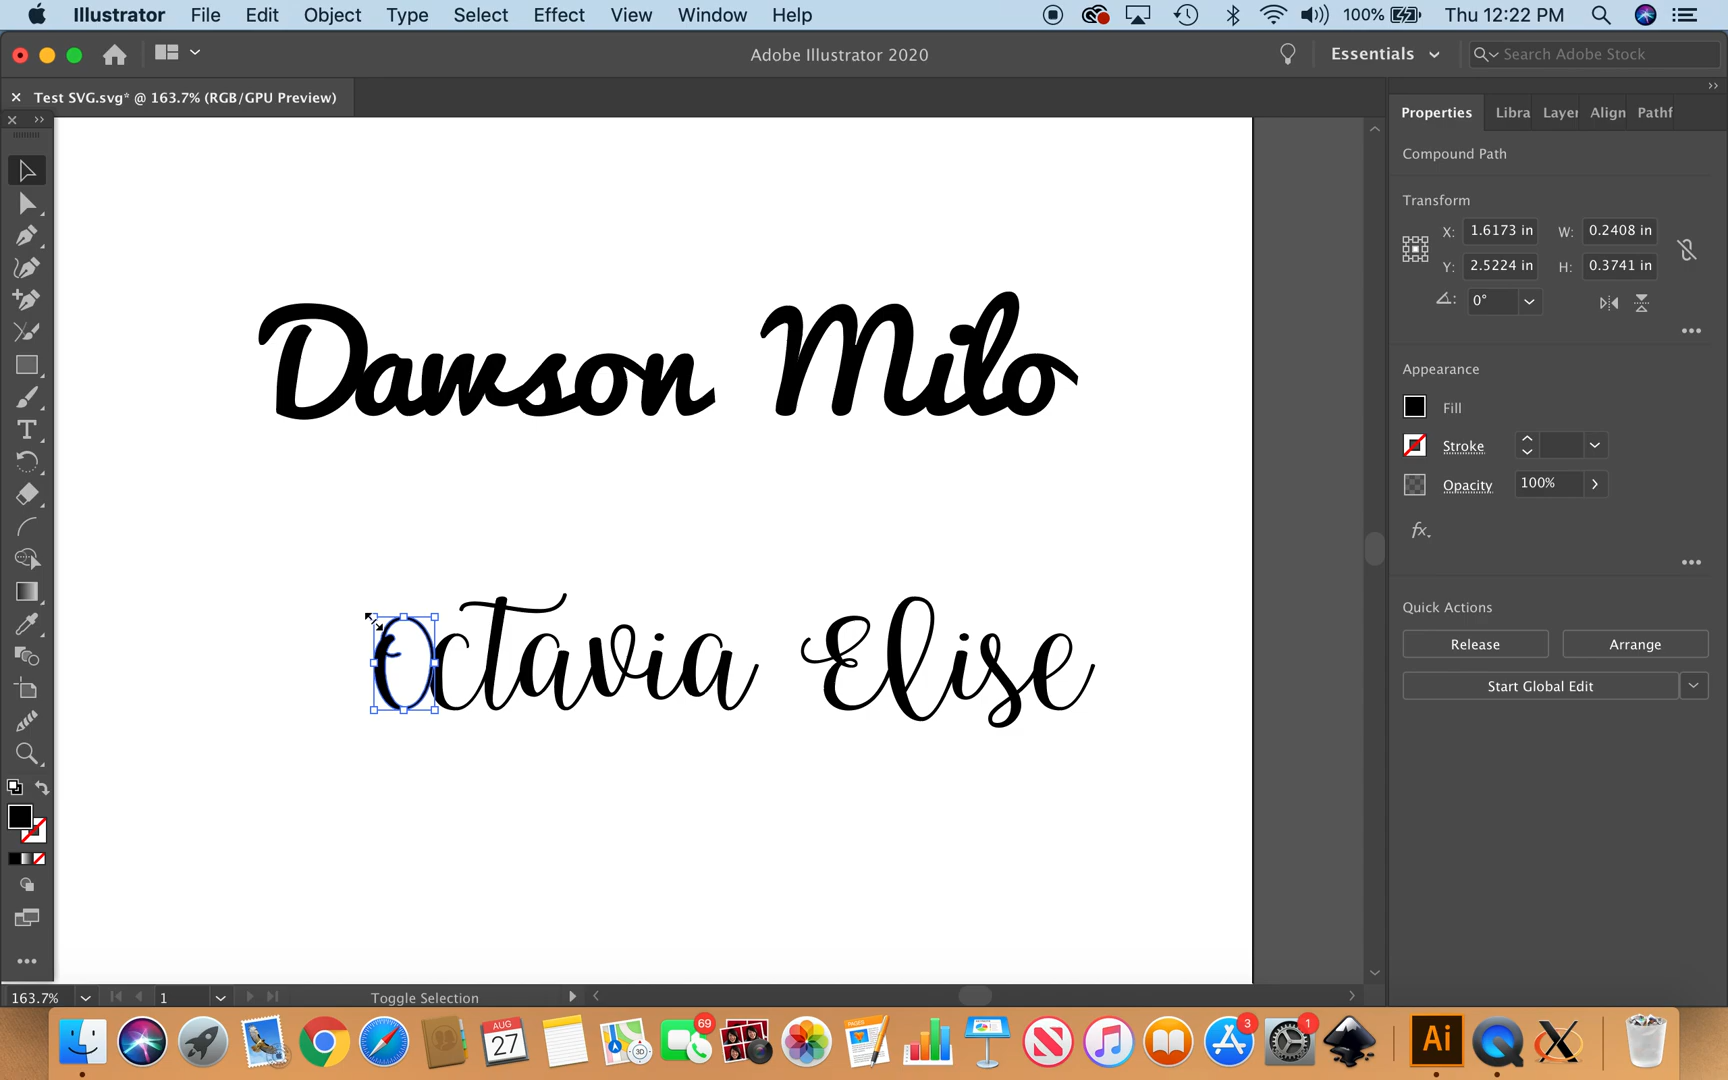 Illustrator File Edit Object Type Select Effect View Window Help 100% Thu 12:22 PM
Adobe Illustrator 2020 Essentials Search Adobe Stock
× Test SVG.svg* @ 163.7% (RGB/GPU Preview)
Properties Libra Layer Align Pathf
Compound Path
Transform
X: 1.6173 in W: 0.2408 in
Y: 2.5224 in H: 0.3741 in
0°
Dawson Milo
Appearance
Fill
Stroke
Opacity 100%
fx.
Octavia Elise
Quick Actions
Release Arrange
Start Global Edit
163.7% 1 Toggle Selection
AUG
27
69
3D
PAGES
3
1
Ai